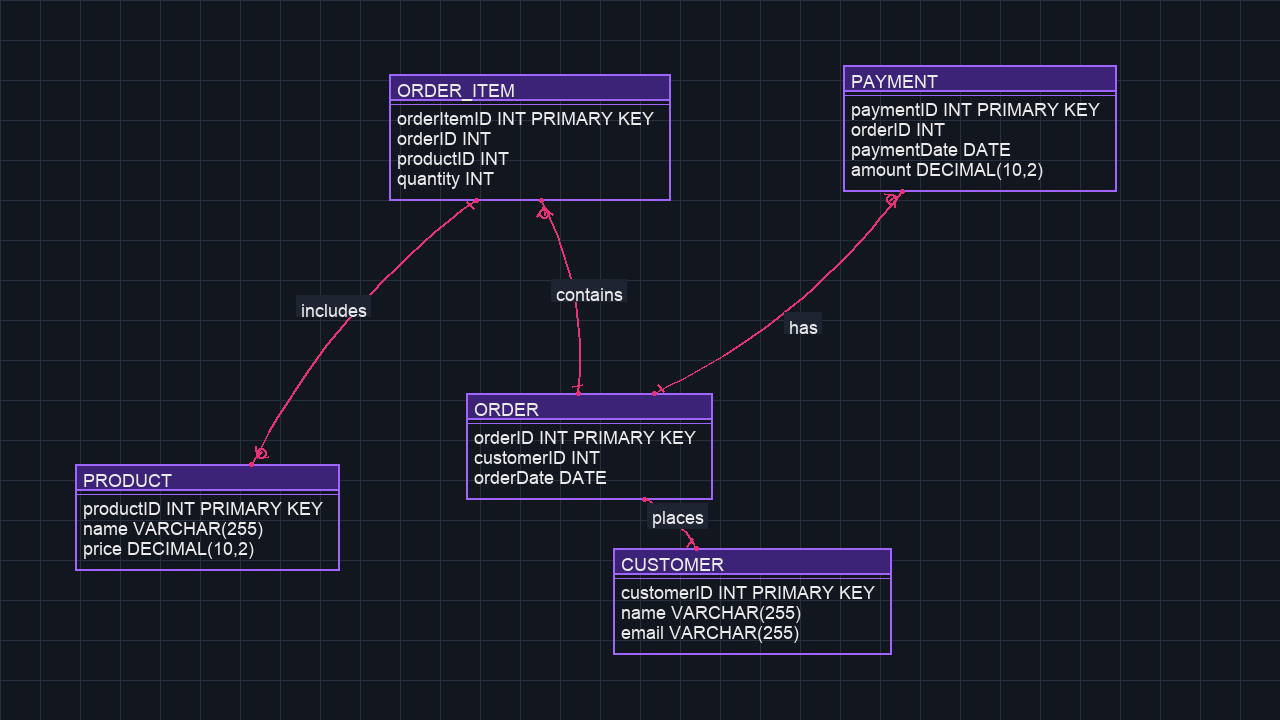 ORDER_ITEM
orderItemID INT PRIMARY KEY
orderID INT
productID INT
quantity INT
PAYMENT
paymentID INT PRIMARY KEY
orderID INT
paymentDate DATE
amount DECIMAL(10,2)
includes
contains
has
ORDER
orderID INT PRIMARY KEY
customerID INT
orderDate DATE
PRODUCT
productID INT PRIMARY KEY
name VARCHAR(255)
price DECIMAL(10,2)
places
CUSTOMER
customerID INT PRIMARY KEY
name VARCHAR(255)
email VARCHAR(255)